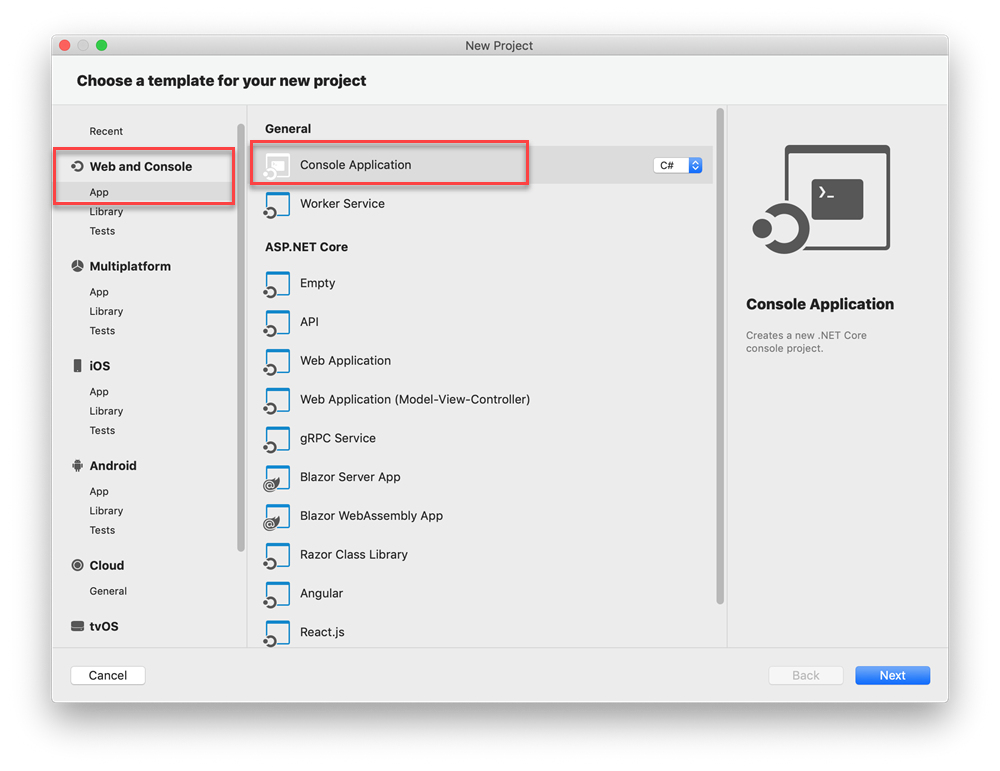 New Project
Choose a template for your new project
Recent
Web and Console
App
Library
Tests
Multiplatform
App
Library
Tests
iOS
App
Library
Tests
Android
App
Library
Tests
Cloud
General
tvOS
General
Console Application
C#
Worker Service
ASP.NET Core
Empty
API
Web Application
Web Application (Model-View-Controller)
gRPC Service
Blazor Server App
Blazor WebAssembly App
Razor Class Library
Angular
React.js
Console Application
Creates a new .NET Core
console project.
Cancel
Back
Next